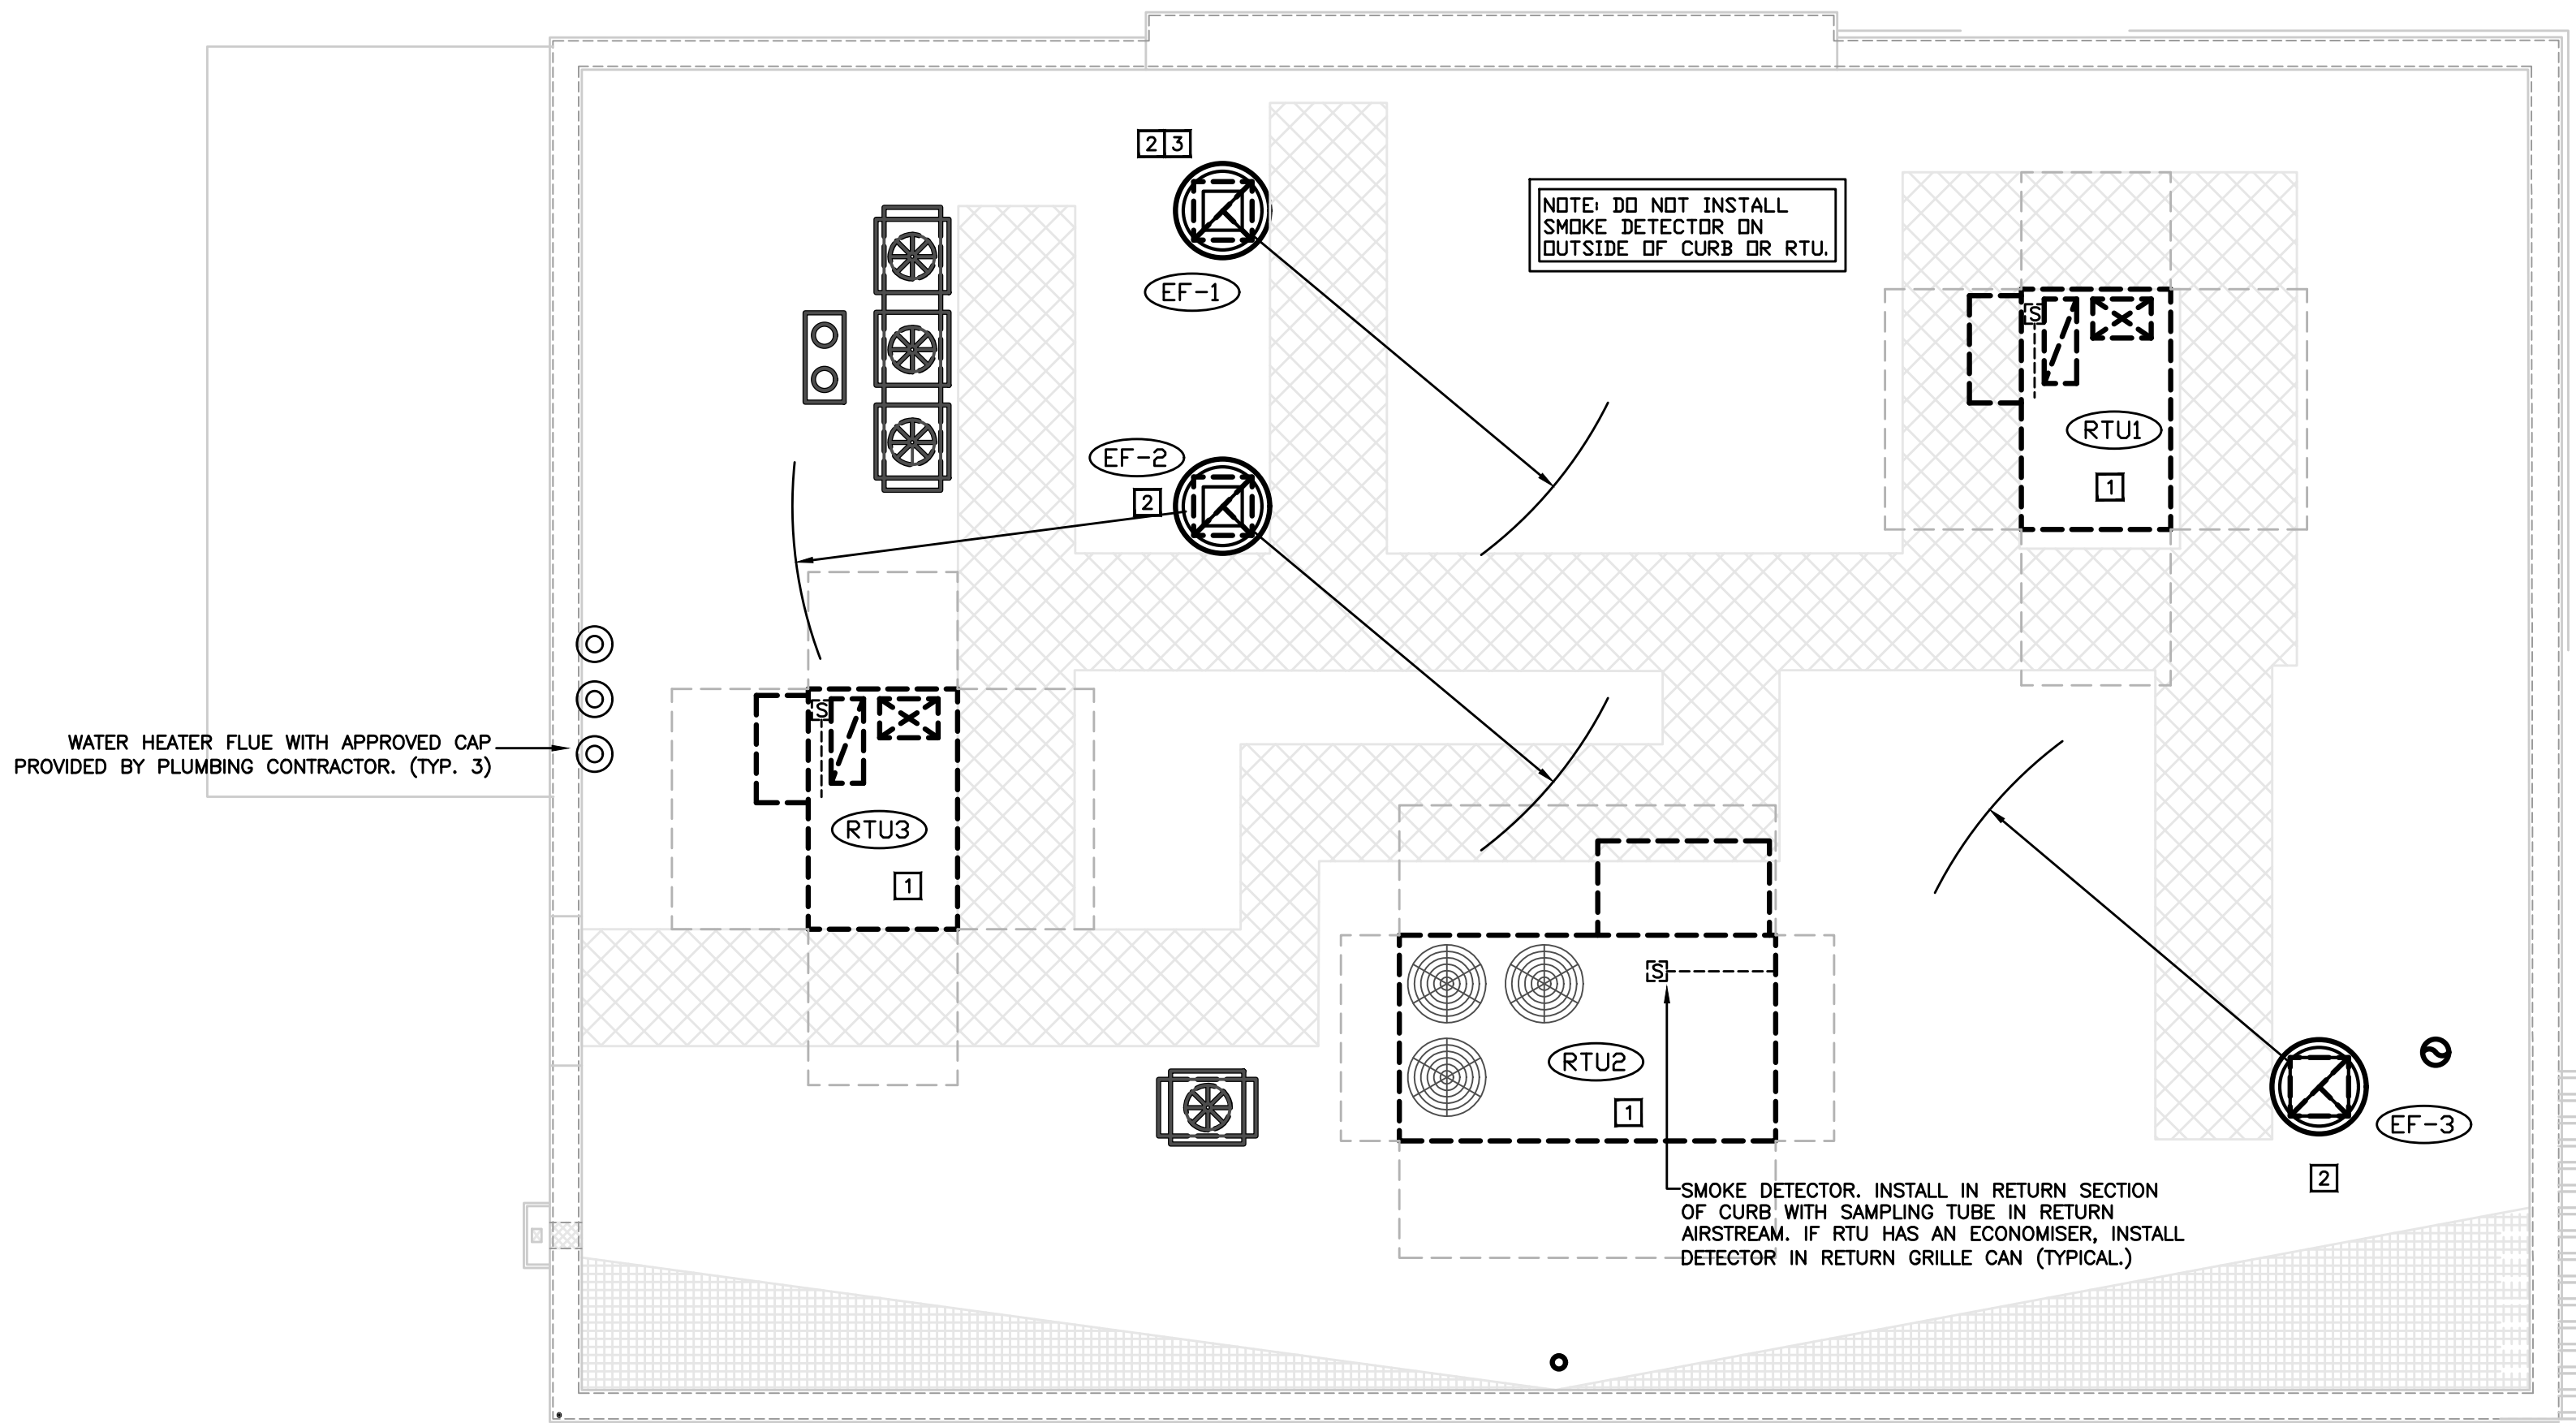 2 3
NOTE: DO NOT INSTALL
SMOKE DETECTOR ON
OUTSIDE OF CURB OR RTU.
EF-1
S
RTU1
EF-2
1
2
S
WATER HEATER FLUE WITH APPROVED CAP
PROVIDED BY PLUMBING CONTRACTOR. (TYP. 3)
RTU3
1
S
RTU2
1
EF-3
2
SMOKE DETECTOR. INSTALL IN RETURN SECTION
OF CURB WITH SAMPLING TUBE IN RETURN
AIRSTREAM. IF RTU HAS AN ECONOMISER, INSTALL
DETECTOR IN RETURN GRILLE CAN (TYPICAL.)